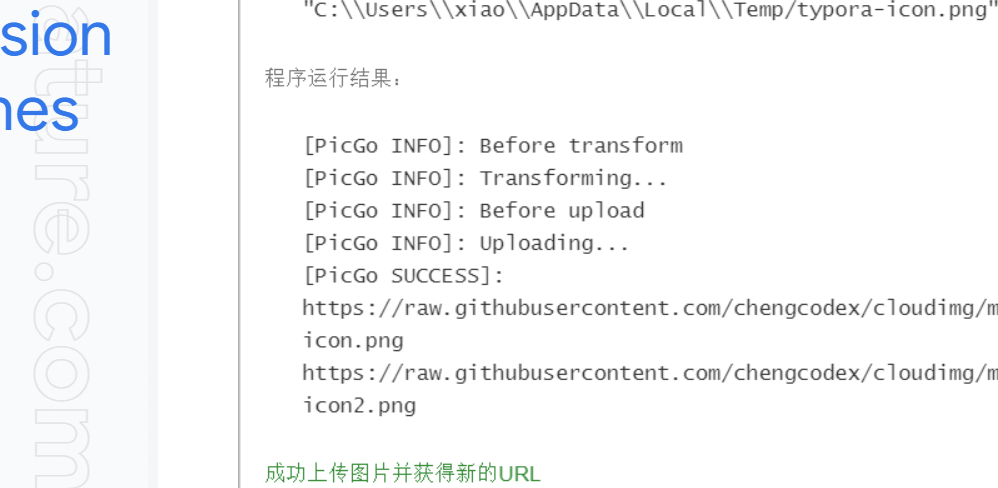 sion
nes
ature.com
"C:\\Users\\xiao\\AppData\\Local\\Temp/typora-icon.png"
程序运行结果：
[PicGo INFO]: Before transform
[PicGo INFO]: Transforming...
[PicGo INFO]: Before upload
[PicGo INFO]: Uploading...
[PicGo SUCCESS]:
https://raw.githubusercontent.com/chengcodex/cloudimg/m
icon.png
https://raw.githubusercontent.com/chengcodex/cloudimg/m
icon2.png
成功上传图片并获得新的URL